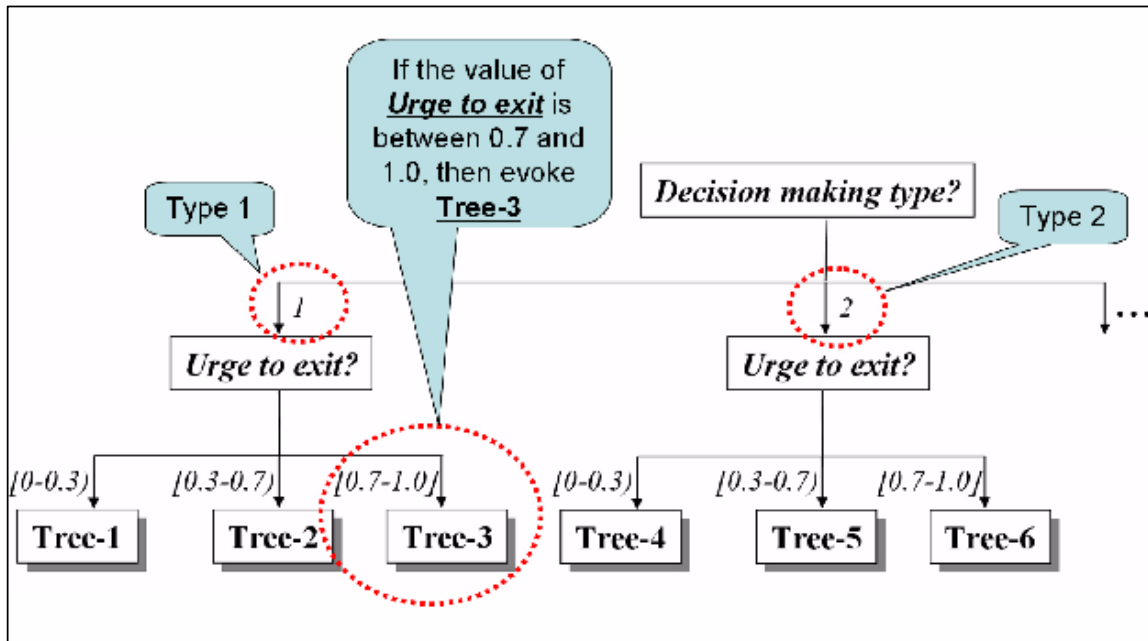 If the value of
Urge to exit is
between 0.7 and
1.0, then evoke
Tree-3
Type 1
Decision making type?
Type 2
1
2
...
Urge to exit?
Urge to exit?
[0-0.3)
[0.3-0.7)
[0.7-1.0]
[0-0.3)
[0.3-0.7)
[0.7-1.0]
Tree-1
Tree-2
Tree-3
Tree-4
Tree-5
Tree-6